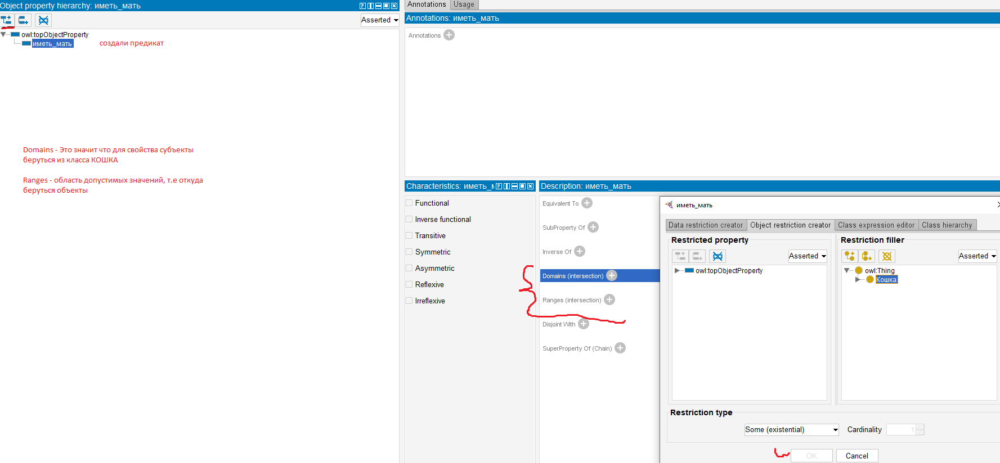 Object property hierarchy: иметь_мать
Asserted
owl:topObjectProperty
иметь_мать
создали предикат
Domains - Это значит что для свойства субъекты
беруться из класса КОШКА
Ranges - область допустимых значений, т.е откуда
беруться объекты
Annotations Usage
Annotations: иметь_мать
Annotations
Characteristics: иметь_м
Functional
Inverse functional
Transitive
Symmetric
Asymmetric
Reflexive
Irreflexive
Description: иметь_мать
Equivalent To
SubProperty Of
Inverse Of
Domains (intersection)
Ranges (intersection)
Disjoint With
SuperProperty Of (Chain)
иметь_мать
Data restriction creator Object restriction creator Class expression editor Class hierarchy
Restricted property
Asserted
owl:topObjectProperty
Restriction filler
Asserted
owl:Thing
Кошка
Restriction type
Some (existential) Cardinality 1
OK Cancel